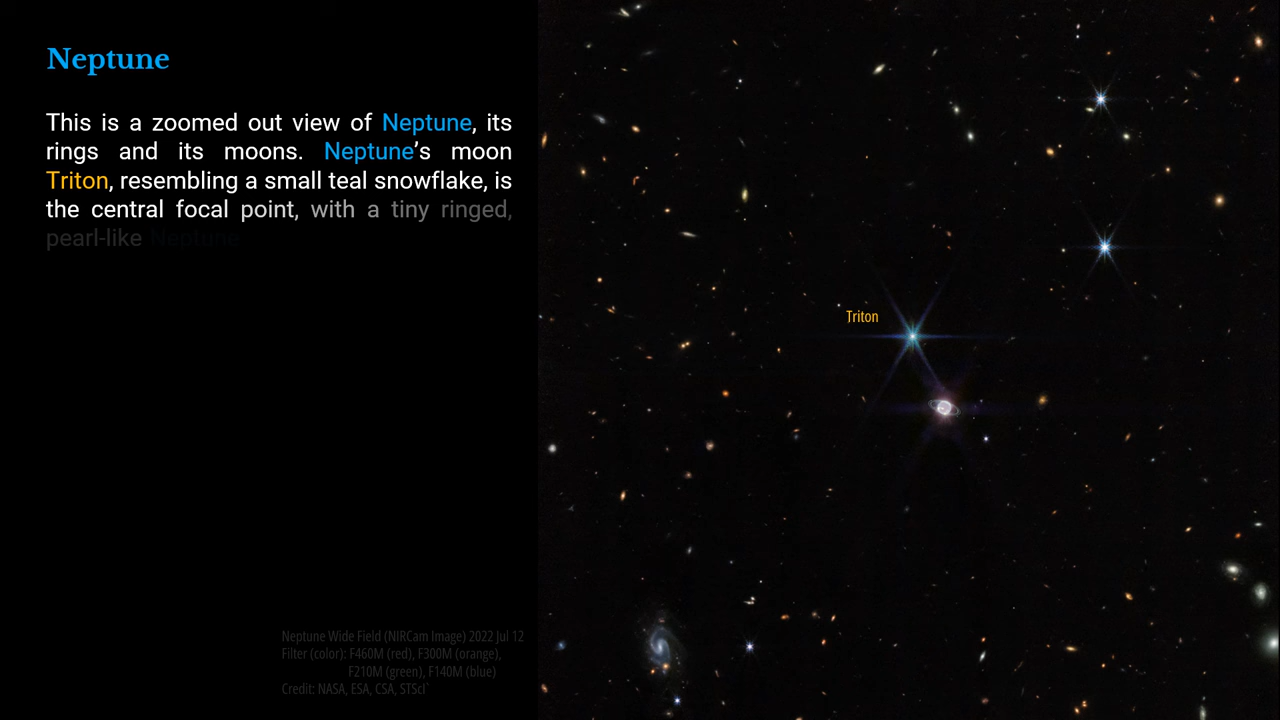 Neptune
This is a zoomed out view of Neptune, its
rings and its moons. Neptune’s moon
Triton, resembling a small teal snowflake, is
the central focal point, with a tiny ringed,
pearl-like Neptune
Triton
Neptune Wide Field (NIRCam Image) 2022 Jul 12
Filter (color): F460M (red), F300M (orange),
F210M (green), F140M (blue)
Credit: NASA, ESA, CSA, STScI`